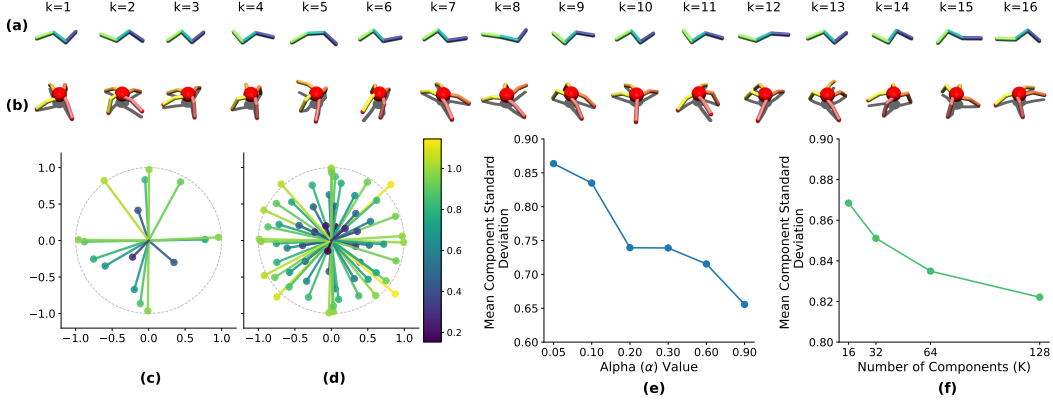 k=1 k=2 k=3 k=4 k=5 k=6 k=7 k=8 k=9 k=10 k=11 k=12 k=13 k=14 k=15 k=16
(a)
(b)
1.0
0.5
0.0
−0.5
−1.0
−1.0 −0.5 0.0 0.5 1.0
(c)
−1.0 −0.5 0.0 0.5 1.0
(d)
1.0
0.8
0.6
0.4
0.2
Mean Component Standard
Deviation
0.90
0.85
0.80
0.75
0.70
0.65
0.60
0.05 0.10 0.20 0.30 0.60 0.90
Alpha (α) Value
(e)
Mean Component Standard
Deviation
0.90
0.88
0.86
0.84
0.82
0.80
16 32 64 128
Number of Components (K)
(f)